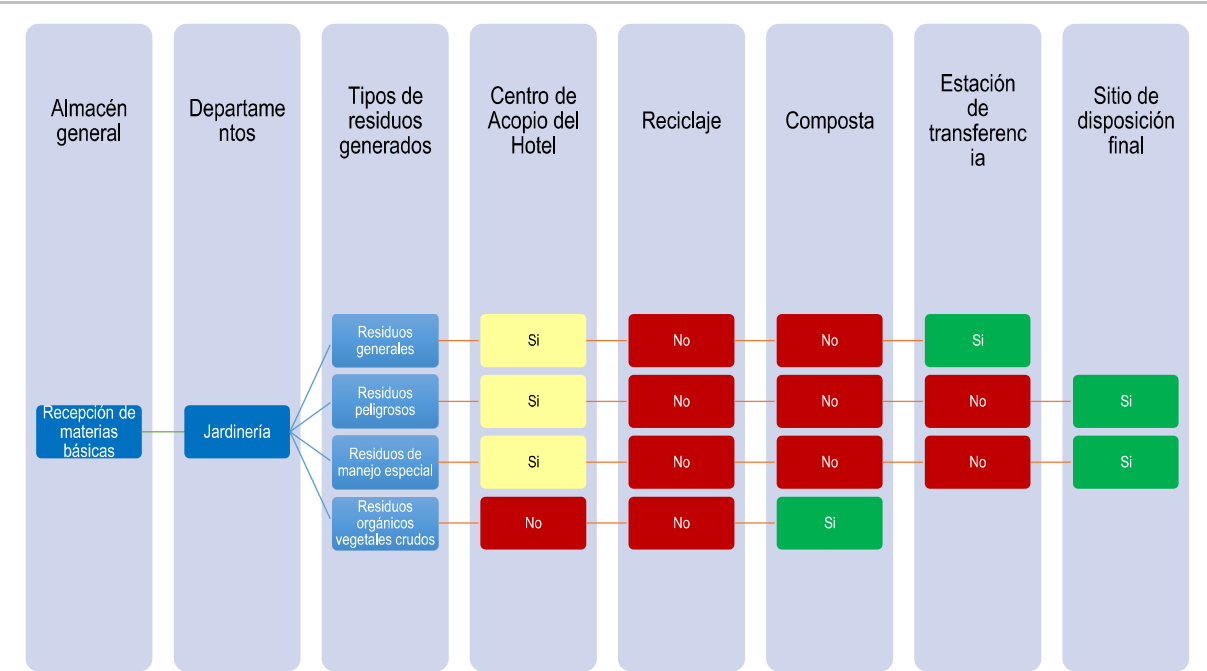 Almacén
general
Departame
ntos
Tipos de
residuos
generados
Centro de
Acopio del
Hotel
Reciclaje
Composta
Estación
de
transferenc
ia
Sitio de
disposición
final
Recepción de
materias
básicas
Jardinería
Residuos
generales
Si
No
No
Si
Residuos
peligrosos
Si
No
No
No
Si
Residuos de
manejo especial
Si
No
No
No
Si
Residuos
orgánicos
vegetales crudos
No
No
Si